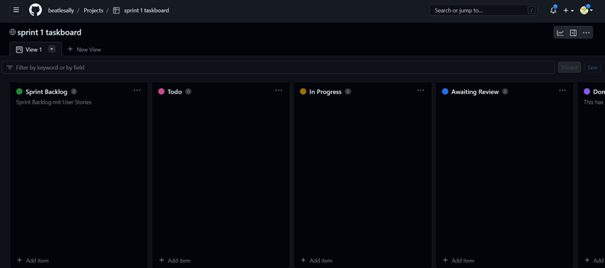 beatlesally / Projects / sprint 1 taskboard
Search or jump to... /
sprint 1 taskboard
View 1
New View
Filter by keyword or by field
Discard
Save
Sprint Backlog 0
Sprint Backlog mit User Stories
Todo 0
In Progress 0
Awaiting Review 0
Don
This has
Add item
Add item
Add item
Add item
Add